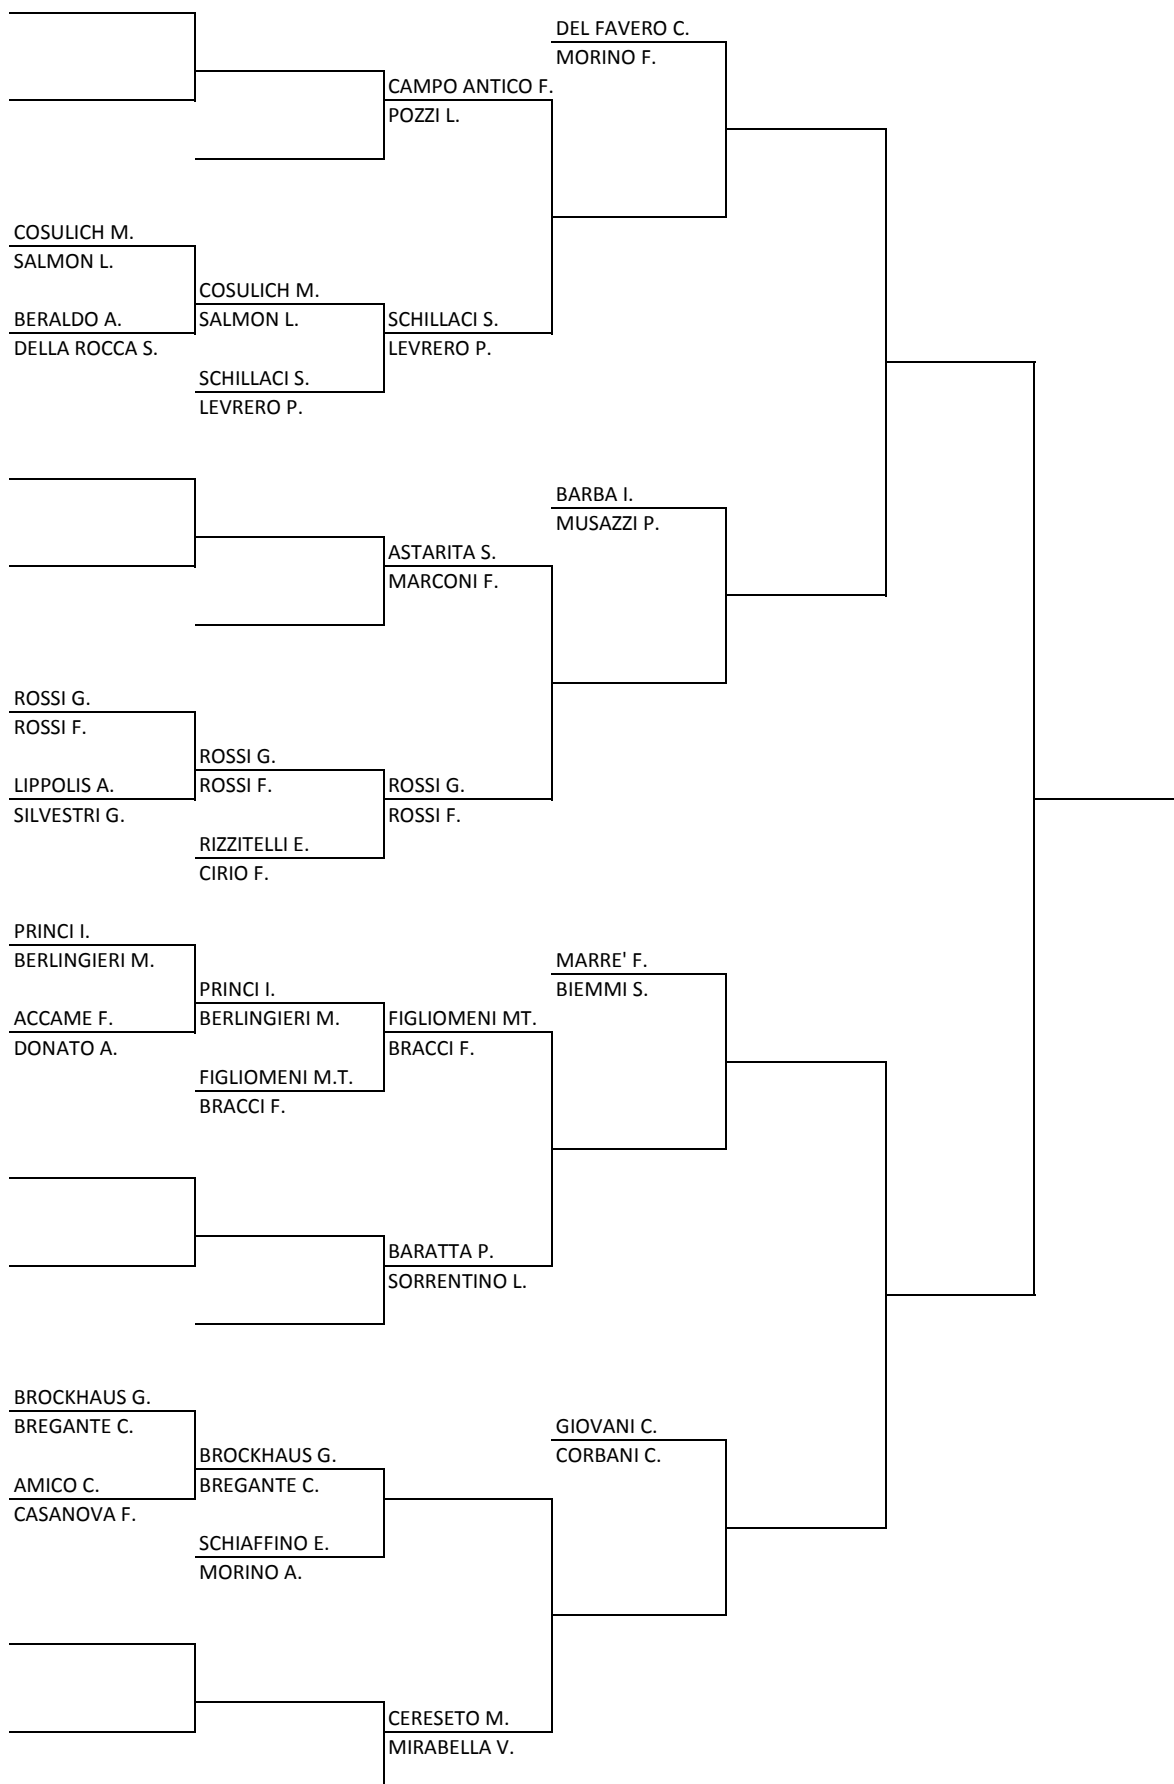 DEL FAVERO C.
MORINO F.
CAMPO ANTICO F.
POZZI L.
COSULICH M.
SALMON L.
COSULICH M.
SALMON L.
BERALDO A.
DELLA ROCCA S.
SCHILLACI S.
LEVRERO P.
SCHILLACI S.
LEVRERO P.
BARBA I.
MUSAZZI P.
ASTARITA S.
MARCONI F.
ROSSI G.
ROSSI F.
ROSSI G.
ROSSI F.
LIPPOLIS A.
SILVESTRI G.
ROSSI G.
ROSSI F.
RIZZITELLI E.
CIRIO F.
PRINCI I.
BERLINGIERI M.
MARRE' F.
BIEMMI S.
PRINCI I.
BERLINGIERI M.
ACCAME F.
DONATO A.
FIGLIOMENI MT.
BRACCI F.
FIGLIOMENI M.T.
BRACCI F.
BARATTA P.
SORRENTINO L.
BROCKHAUS G.
BREGANTE C.
GIOVANI C.
CORBANI C.
BROCKHAUS G.
BREGANTE C.
AMICO C.
CASANOVA F.
SCHIAFFINO E.
MORINO A.
CERESETO M.
MIRABELLA V.